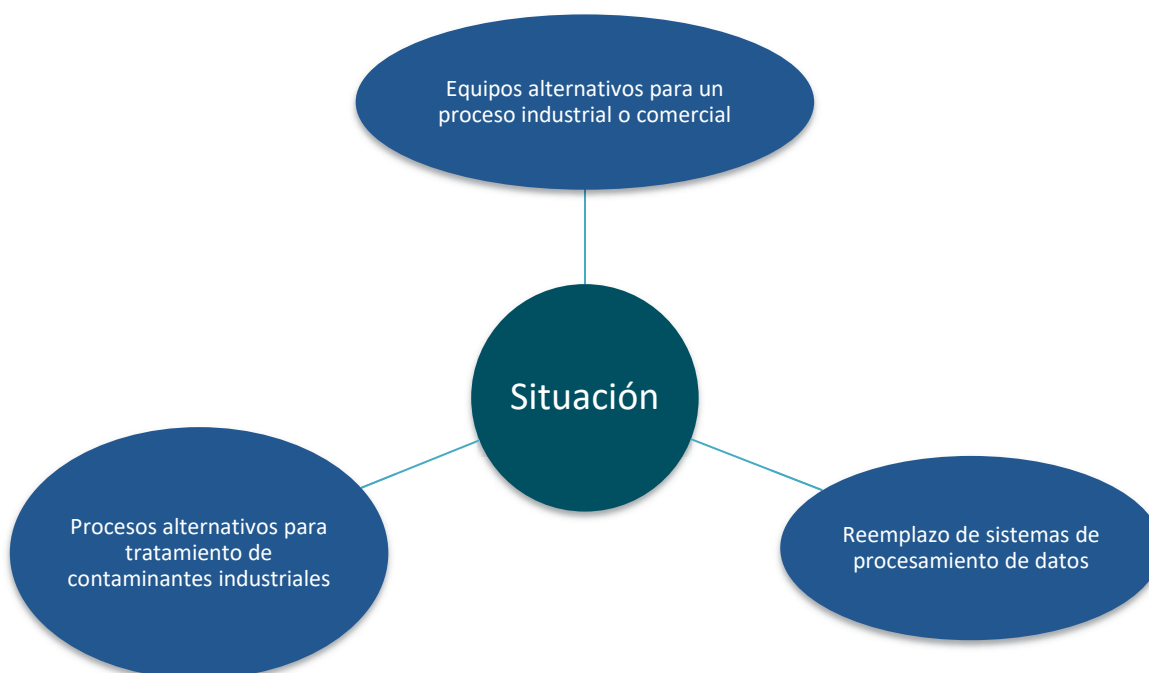 Equipos alternativos para un
proceso industrial o comercial
Situación
Procesos alternativos para
tratamiento de
contaminantes industriales
Reemplazo de sistemas de
procesamiento de datos